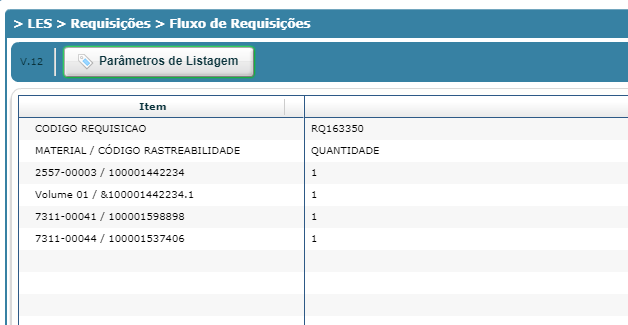 > LES > Requisições > Fluxo de Requisições
V.12 Parâmetros de Listagem
Item
CODIGO REQUISICAO RQ163350
MATERIAL / CÓDIGO RASTREABILIDADE QUANTIDADE
2557-00003 / 100001442234 1
Volume 01 / &100001442234.1 1
7311-00041 / 100001598898 1
7311-00044 / 100001537406 1